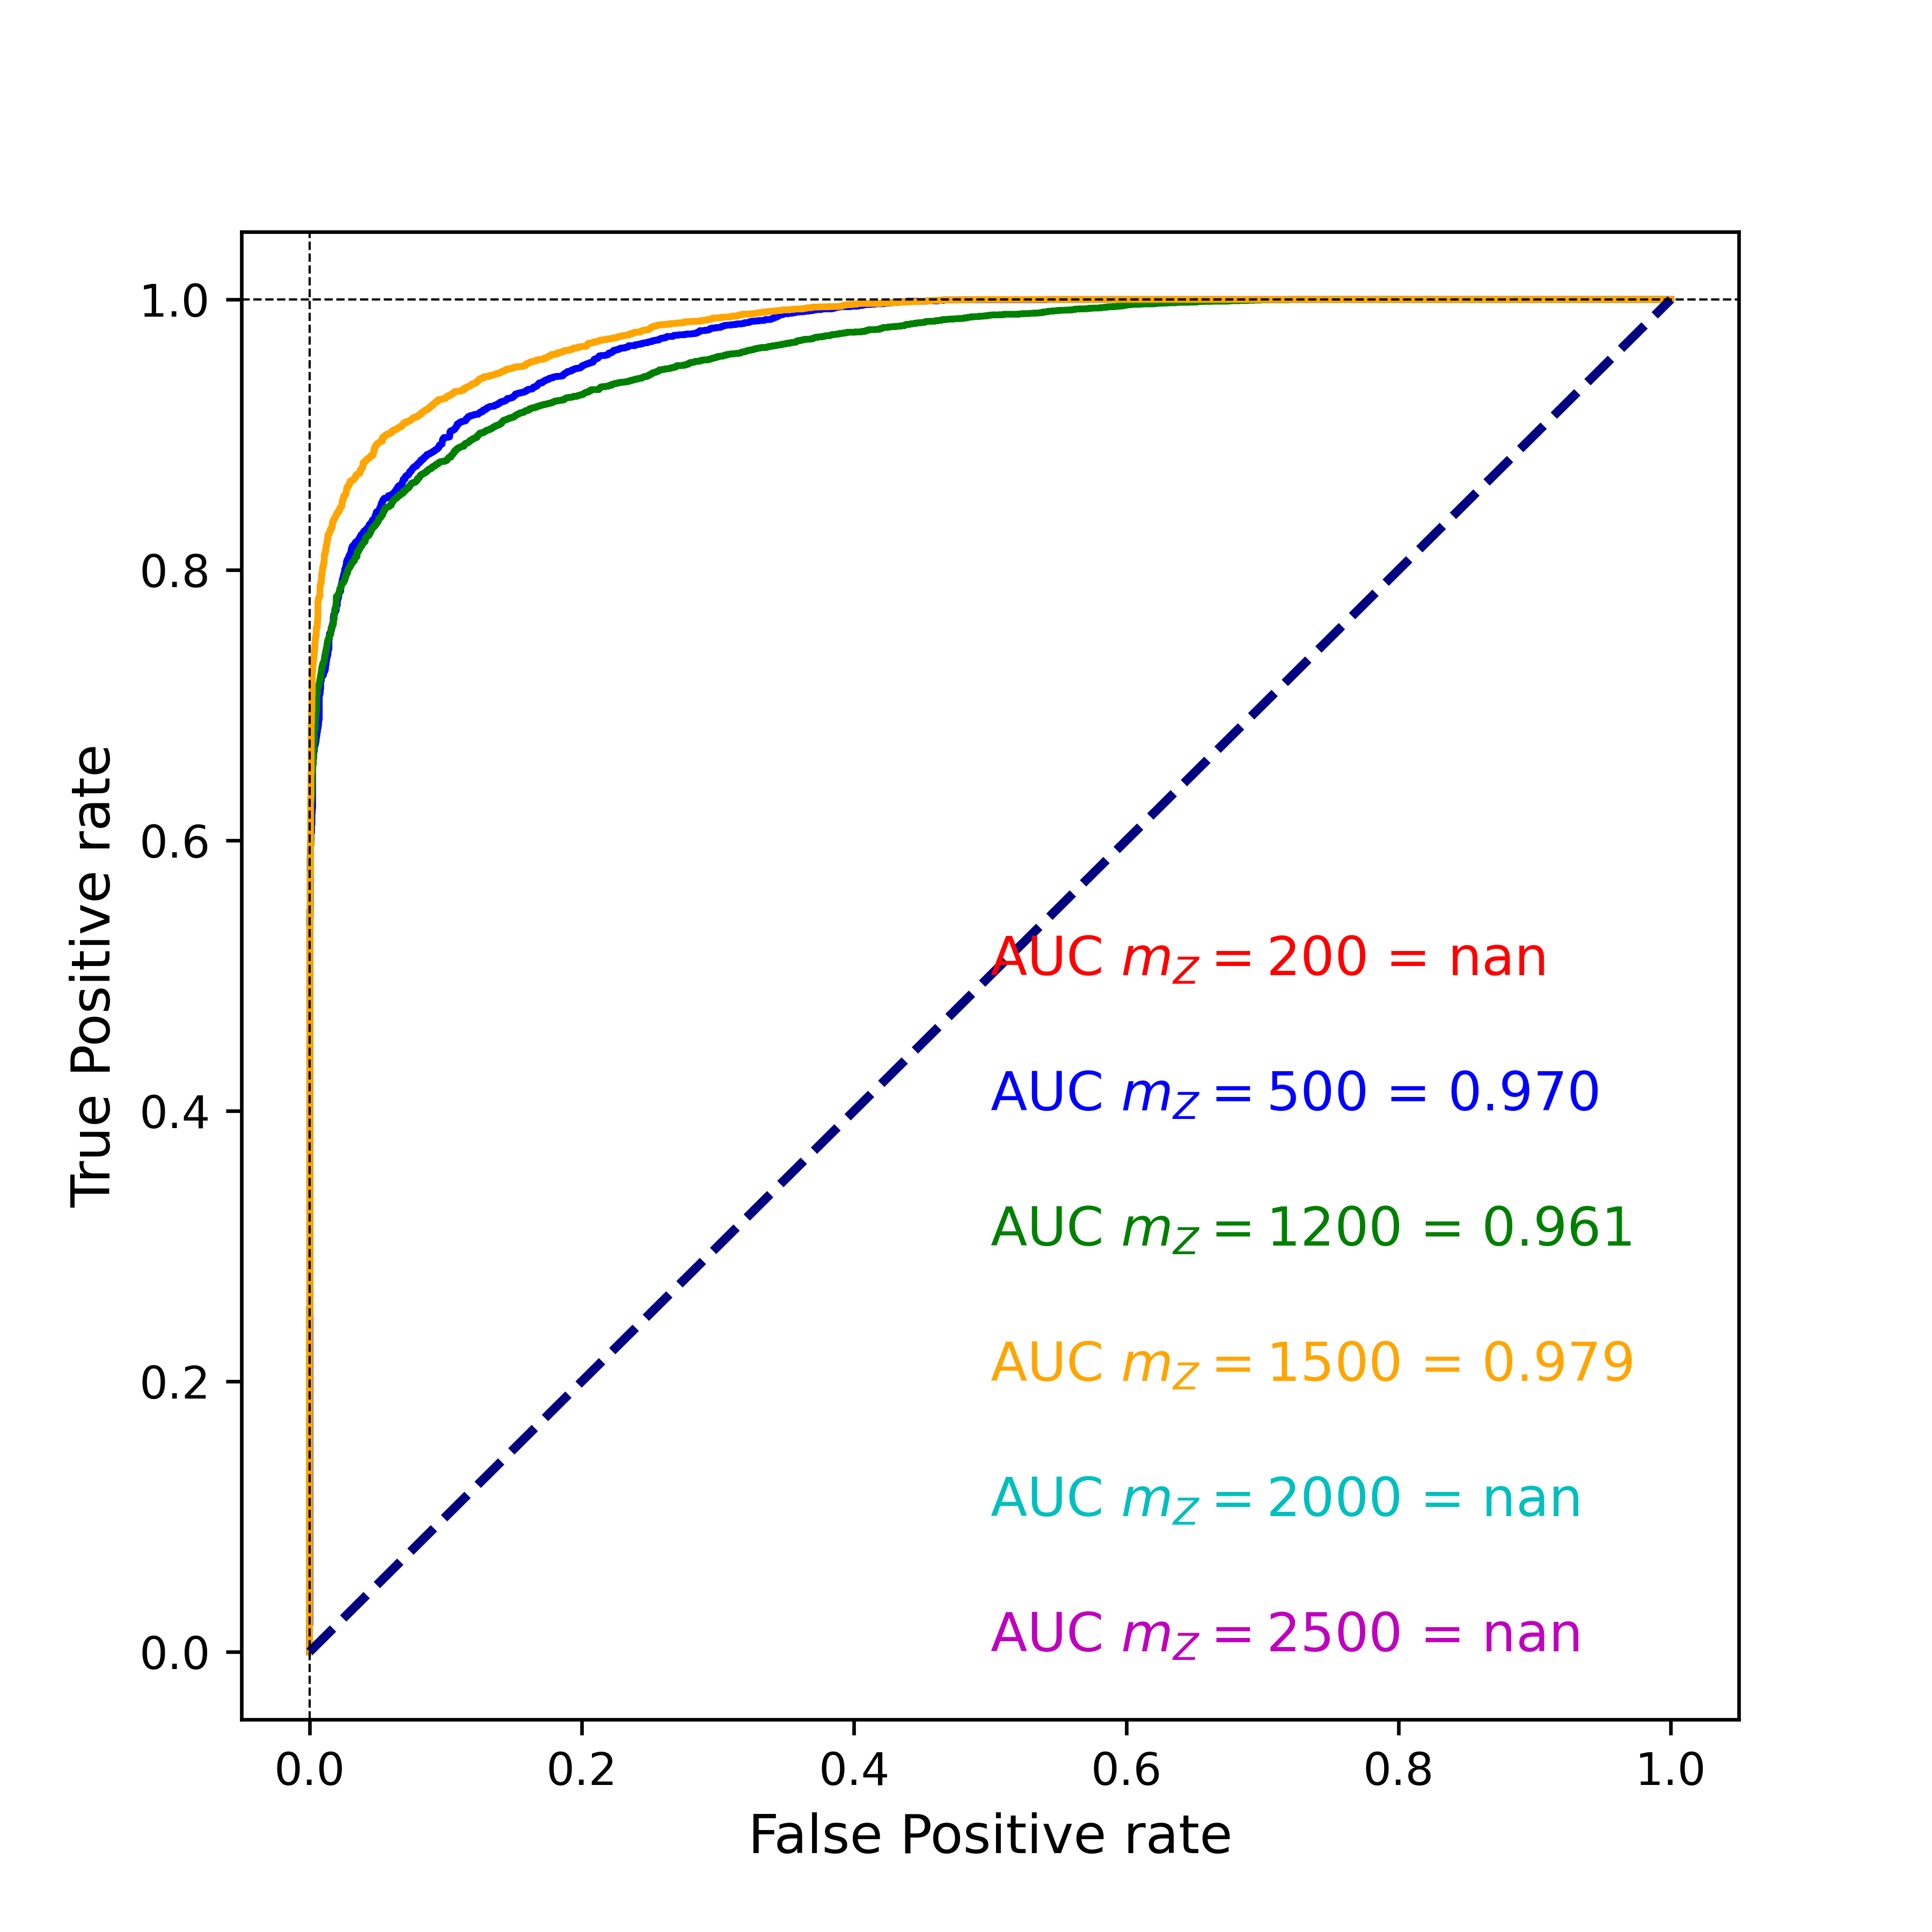 1.0
0.8
0.6
0.4
0.2
0.0
True Positive rate
AUC m_Z = 200 = nan
AUC m_Z = 500 = 0.970
AUC m_Z = 1200 = 0.961
AUC m_Z = 1500 = 0.979
AUC m_Z = 2000 = nan
AUC m_Z = 2500 = nan
0.0 0.2 0.4 0.6 0.8 1.0
False Positive rate